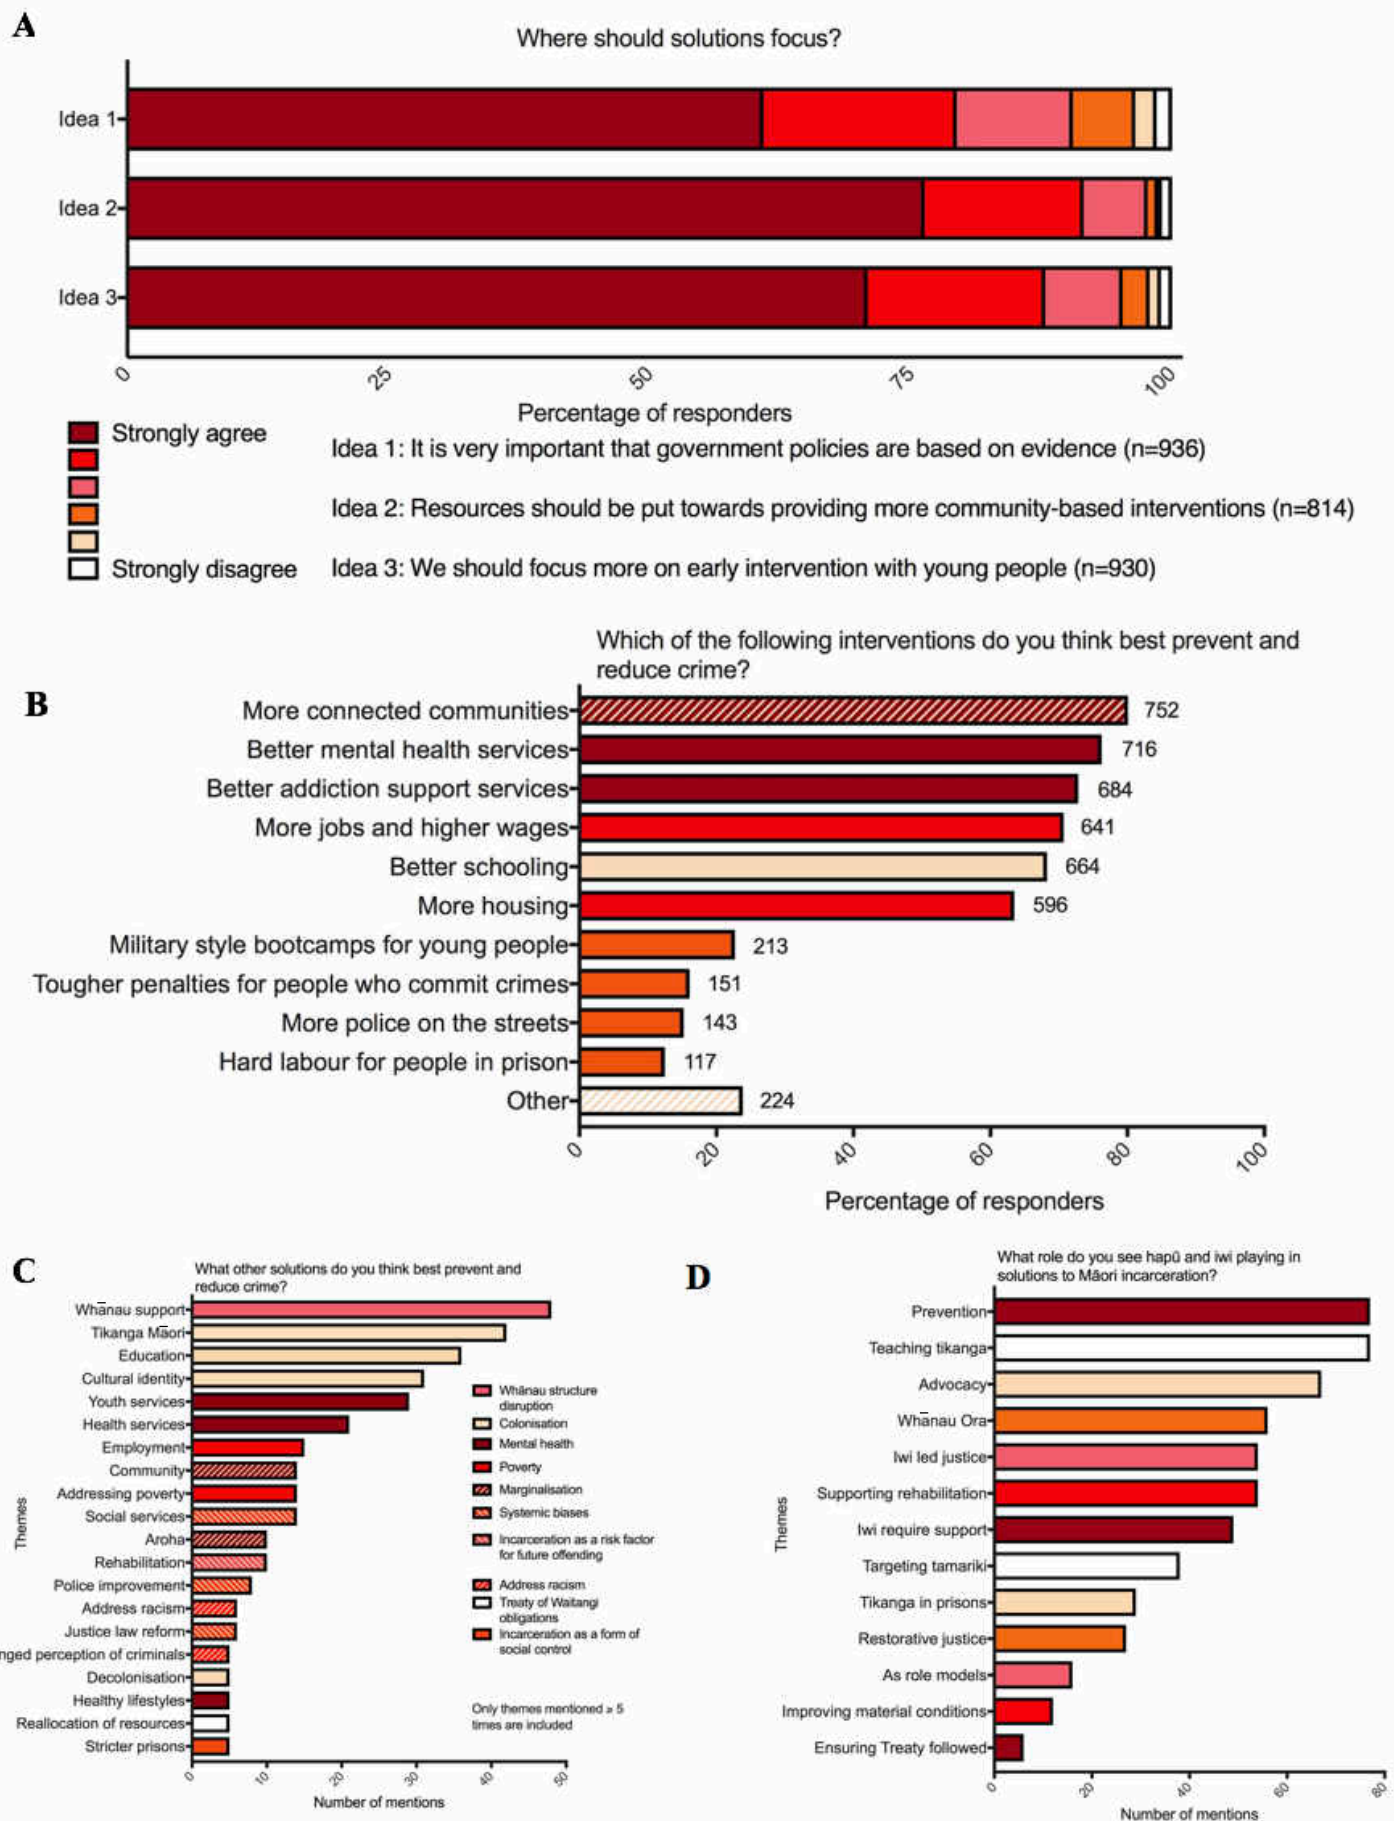 A
Where should solutions focus?
Idea 1
Idea 2
Idea 3
0
25
50
75
100
Percentage of responders
Strongly agree
Strongly disagree
Idea 1: It is very important that government policies are based on evidence (n=936)
Idea 2: Resources should be put towards providing more community-based interventions (n=814)
Idea 3: We should focus more on early intervention with young people (n=930)
B
Which of the following interventions do you think best prevent and
reduce crime?
More connected communities 752
Better mental health services 716
Better addiction support services 684
More jobs and higher wages 641
Better schooling 664
More housing 596
Military style bootcamps for young people 213
Tougher penalties for people who commit crimes 151
More police on the streets 143
Hard labour for people in prison 117
Other 224
0
20
40
60
80
100
Percentage of responders
C
What other solutions do you think best prevent and
reduce crime?
Themes
Whānau support
Tikanga Māori
Education
Cultural identity
Youth services
Health services
Employment
Community
Addressing poverty
Social services
Aroha
Rehabilitation
Police improvement
Address racism
Justice law reform
nged perception of criminals
Decolonisation
Healthy lifestyles
Reallocation of resources
Stricter prisons
0
10
20
30
40
50
Number of mentions
Whānau structure
disruption
Colonisation
Mental health
Poverty
Marginalisation
Systemic biases
Incarceration as a risk factor
for future offending
Address racism
Treaty of Waitangi
obligations
Incarceration as a form of
social control
Only themes mentioned ≥ 5
times are included
D
What role do you see hapū and iwi playing in
solutions to Māori incarceration?
Themes
Prevention
Teaching tikanga
Advocacy
Whānau Ora
Iwi led justice
Supporting rehabilitation
Iwi require support
Targeting tamariki
Tikanga in prisons
Restorative justice
As role models
Improving material conditions
Ensuring Treaty followed
0
20
40
60
80
Number of mentions